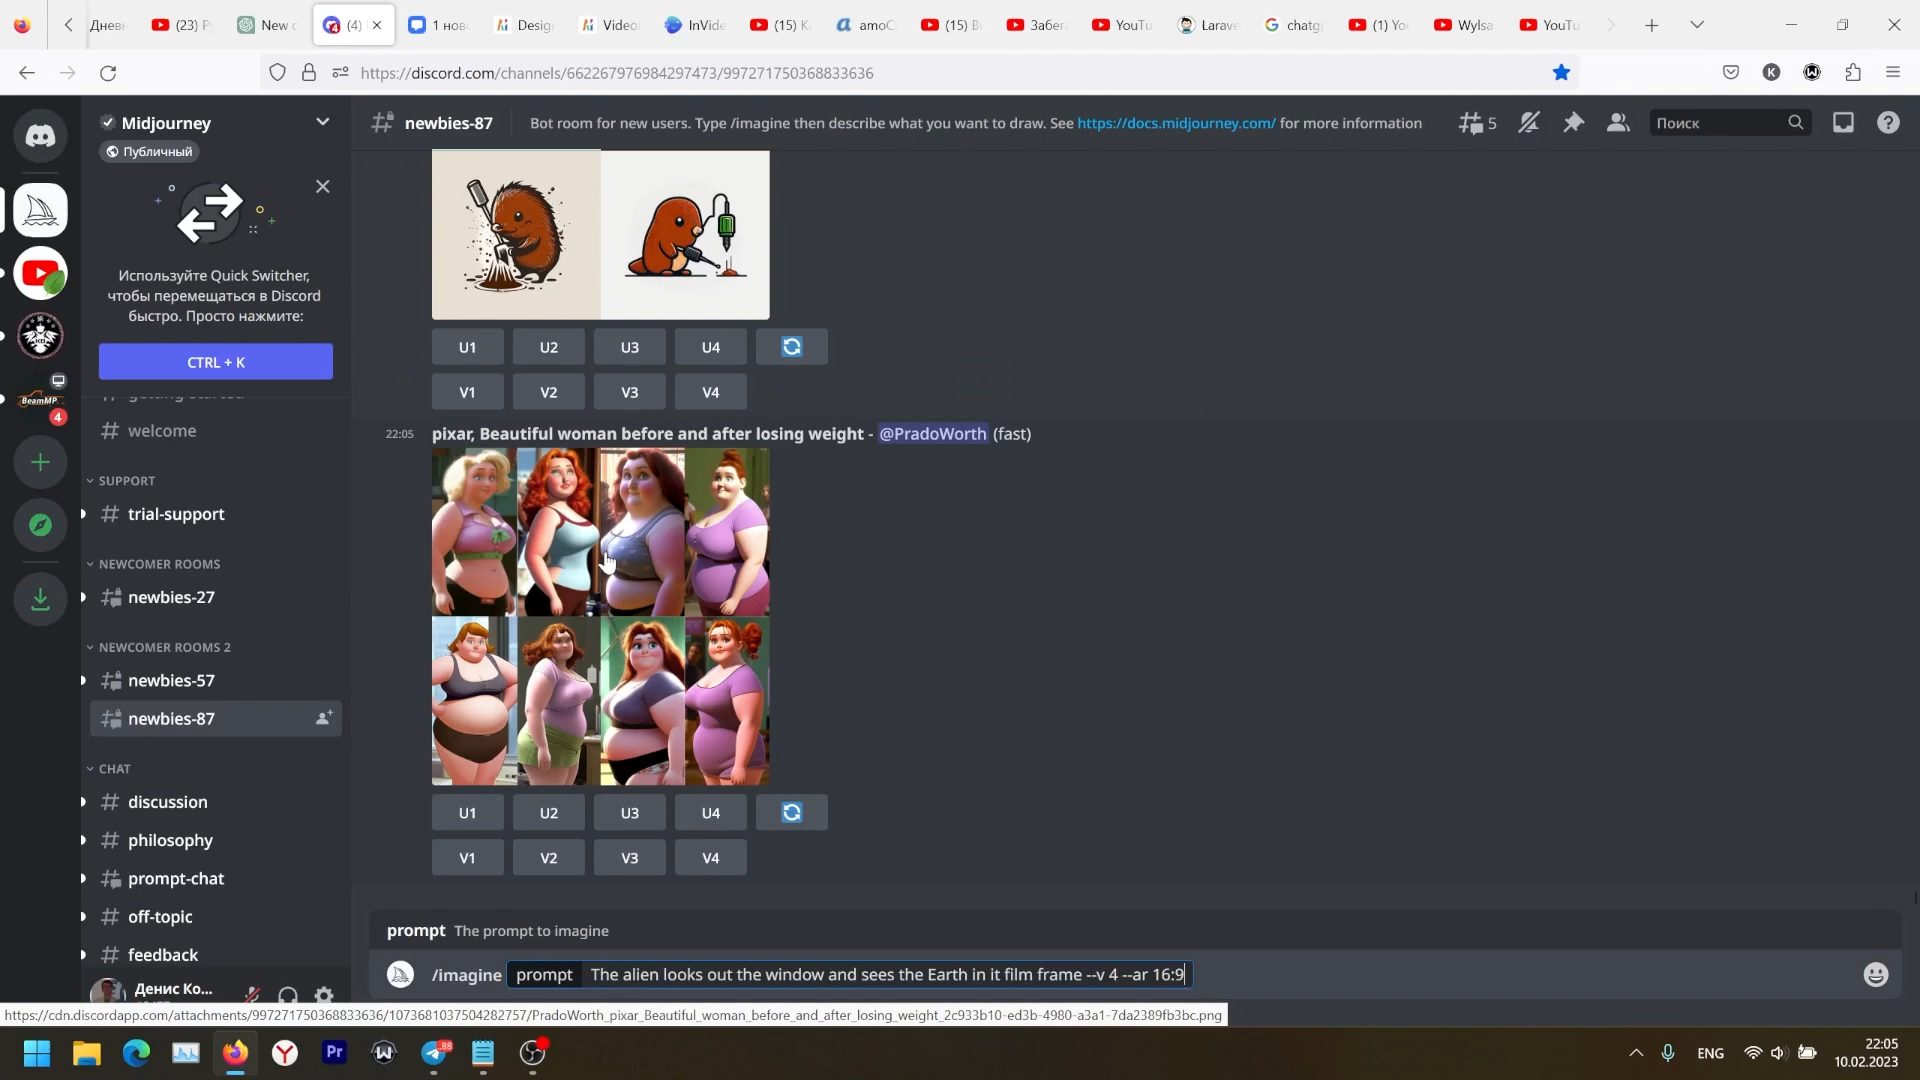 Дневн
(23) Р
New c
(4)
1 нов
Design
Video
InVide
(15) К
amoC
(15) В
Забег
YouTu
Larave
chatg
(1) Yo
Wylsa
YouTu
https://discord.com/channels/662267976984297473/997271750368833636
K
Midjourney
newbies-87
Bot room for new users. Type /imagine then describe what you want to draw. See https://docs.midjourney.com/ for more information
5
Поиск
Публичный
Используйте Quick Switcher,
чтобы перемещаться в Discord
быстро. Просто нажмите:
CTRL + K
getting-started
welcome
SUPPORT
trial-support
NEWCOMER ROOMS
newbies-27
NEWCOMER ROOMS 2
newbies-57
newbies-87
CHAT
discussion
philosophy
prompt-chat
off-topic
feedback
BeamMP
4
Денис Ко...
U1 U2 U3 U4
V1 V2 V3 V4
22:05 pixar, Beautiful woman before and after losing weight - @PradoWorth (fast)
U1 U2 U3 U4
V1 V2 V3 V4
prompt The prompt to imagine
/imagine prompt The alien looks out the window and sees the Earth in it film frame --v 4 --ar 16:9
https://cdn.discordapp.com/attachments/997271750368833636/1073681037504282757/PradoWorth_pixar_Beautiful_woman_before_and_after_losing_weight_2c933b10-ed3b-4980-a3a1-7da2389fb3bc.png
Pr
88
ENG
22:05
10.02.2023